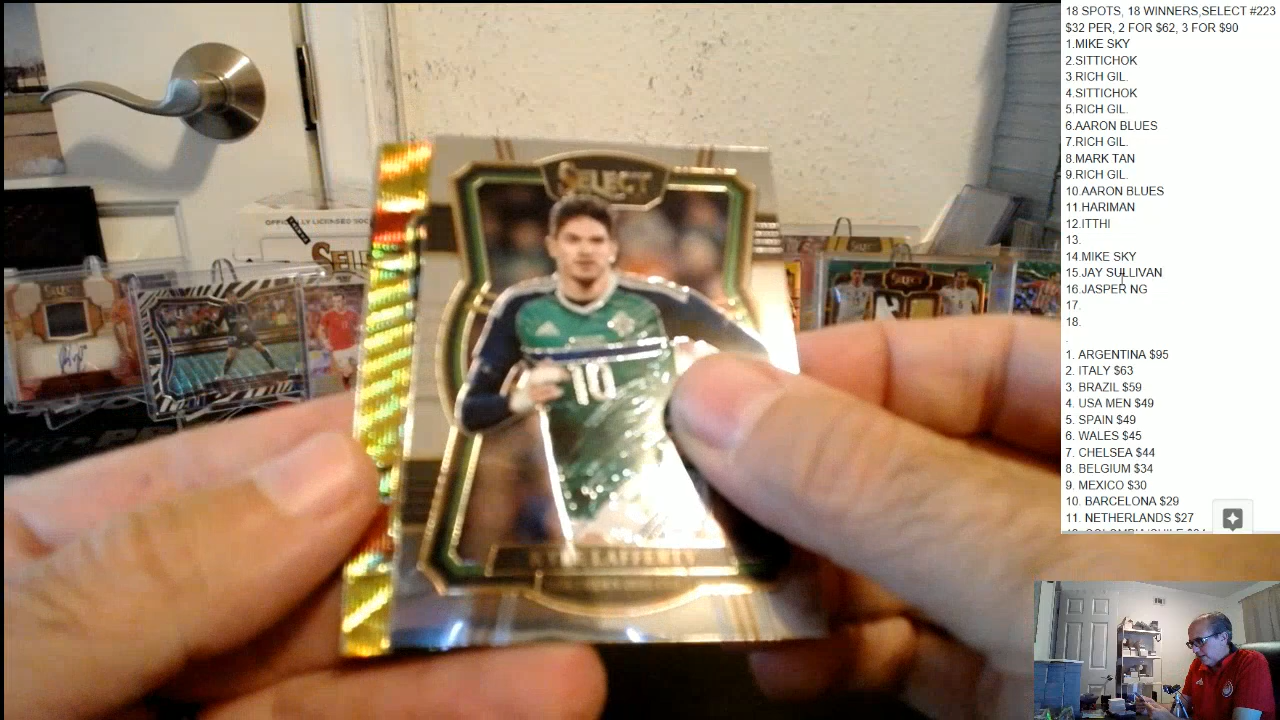 18 SPOTS, 18 WINNERS,SELECT #223
$32 PER, 2 FOR $62, 3 FOR $90
1.MIKE SKY
2.SITTICHOK
3.RICH GIL.
4.SITTICHOK
5.RICH GIL.
6.AARON BLUES
7.RICH GIL.
8.MARK TAN
9.RICH GIL.
10.AARON BLUES
11 HARIMAN
12.ITTHI
13.
14.MIKE SKY
15.JAY SULLIVAN
16.JASPER NG
17.
18.
.
1. ARGENTINA $95
2. ITALY $63
3. BRAZIL $59
4. USA MEN $49
5. SPAIN $49
6. WALES $45
7. CHELSEA $44
8. BELGIUM $34
9. MEXICO $30
10. BARCELONA $29
11. NETHERLANDS $27
SELECT
10
OFFICIALLY LICENSED SOC